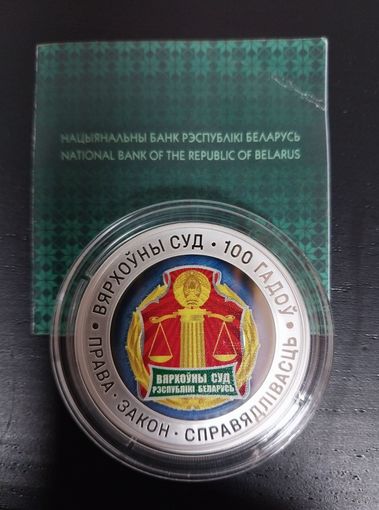 НАЦЫЯНАЛЬНЫ БАНК РЭСПУБЛІКІ БЕЛАРУСЬ
NATIONAL BANK OF THE REPUBLIC OF BELARUS
ВЯРХОЎНЫ СУД · 100 ГАДОЎ
ПРАВА · ЗАКОН · СПРАВЯДЛІВАСЦЬ
ВЯРХОЎНЫ СУД
РЭСПУБЛІКІ БЕЛАРУСЬ